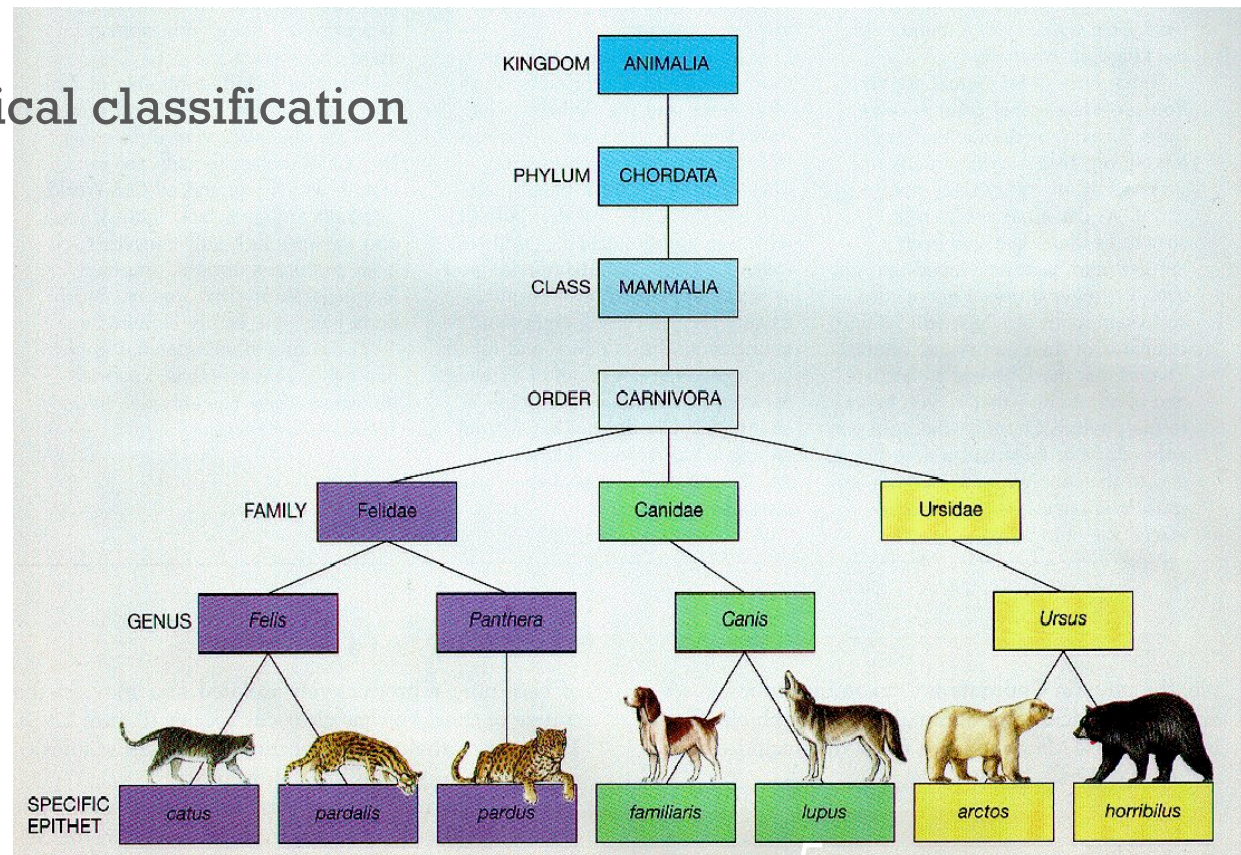 ical classification
KINGDOM ANIMALIA
PHYLUM CHORDATA
CLASS MAMMALIA
ORDER CARNIVORA
FAMILY Felidae Canidae Ursidae
GENUS Felis Panthera Canis Ursus
SPECIFIC
EPITHET catus pardalis pardus familiaris lupus arctos horribilus